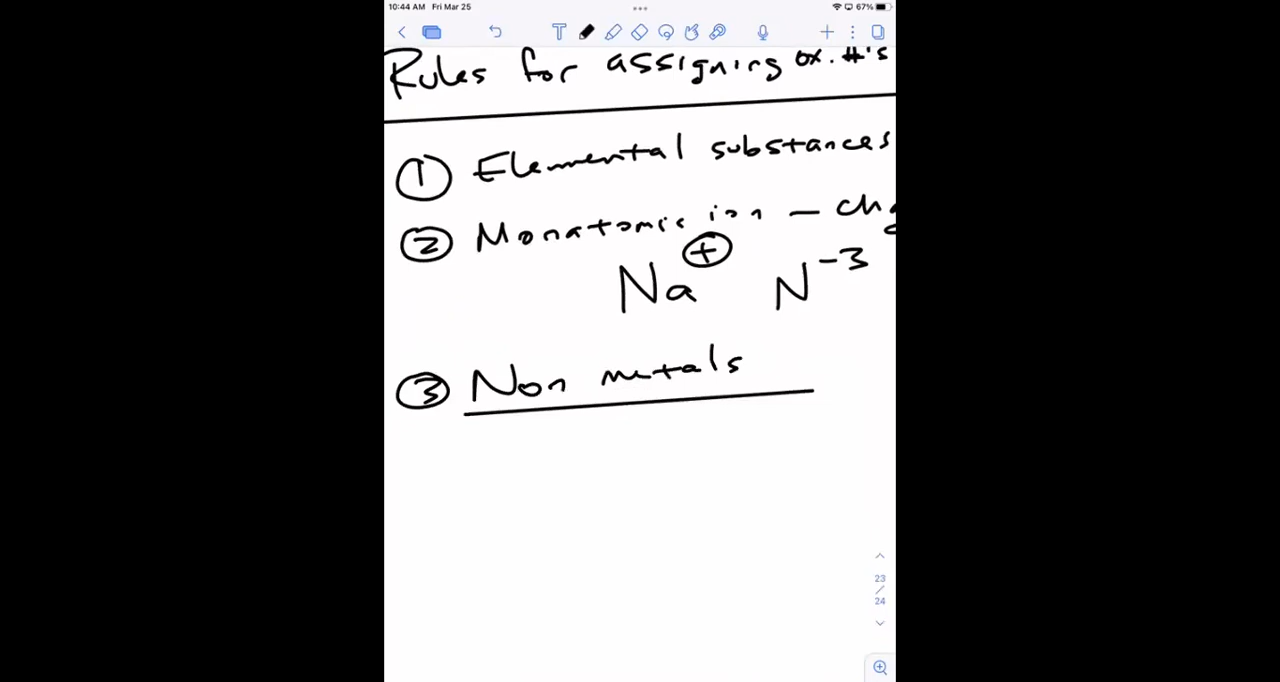 10:44 AM Fri Mar 25
67%
T
Rules for assigning ox. #'s
① Elemental substances
② Monatomic ion – chg
Na⊕ N⁻³
③ Non metals
23
/
24